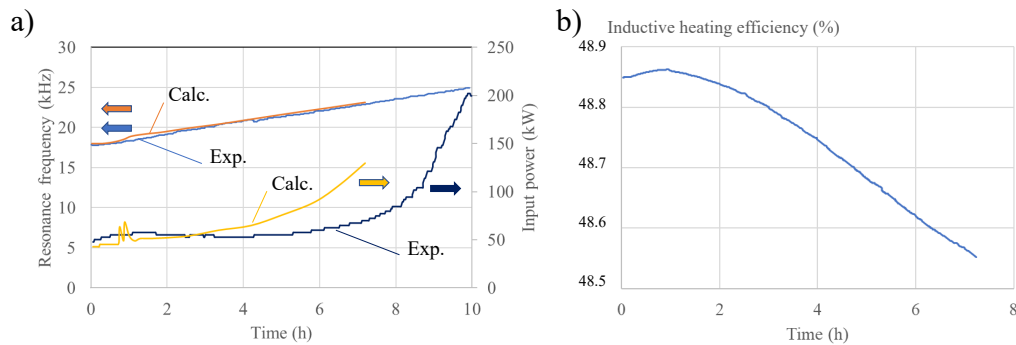 a)
30
25
20
15
10
5
0
Resonance frequency (kHz)
250
200
150
100
50
0
Input power (kW)
Calc.
Exp.
Calc.
Exp.
0
2
4
6
8
10
Time (h)
b)
Inductive heating efficiency (%)
48.9
48.8
48.7
48.6
48.5
0
2
4
6
8
Time (h)